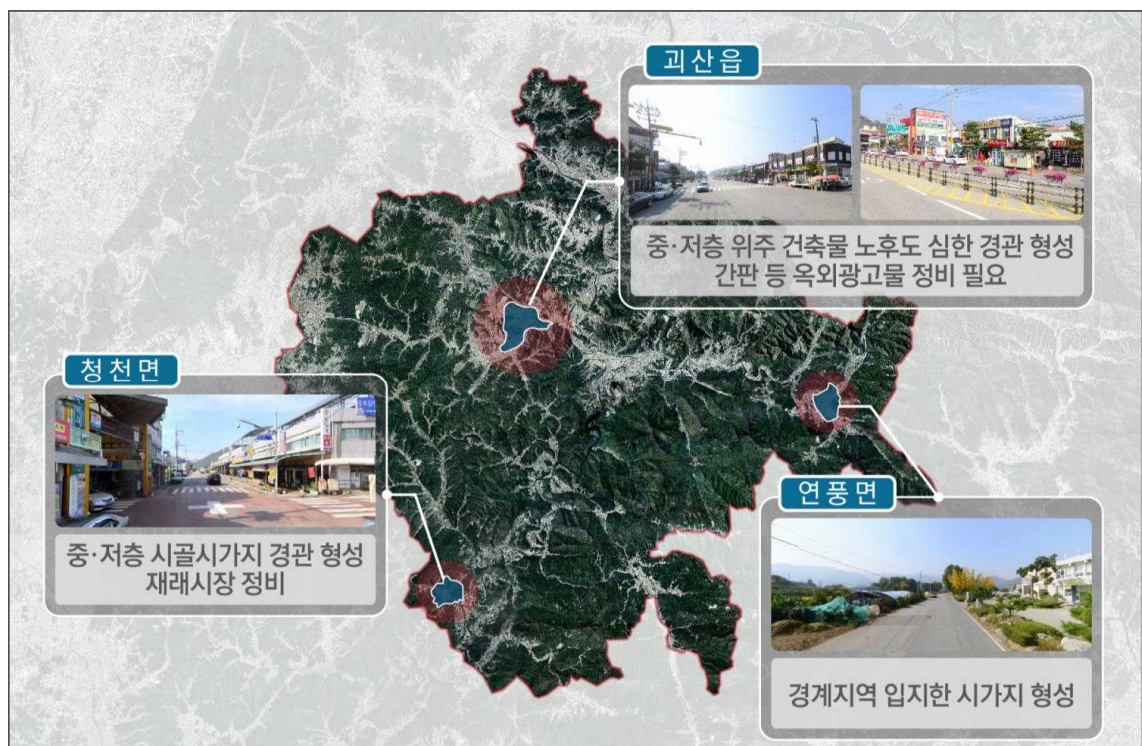 괴산읍
중·저층 위주 건축물 노후도 심한 경관 형성
간판 등 옥외광고물 정비 필요
청천면
중·저층 시골시가지 경관 형성
재래시장 정비
연풍면
경계지역 입지한 시가지 형성